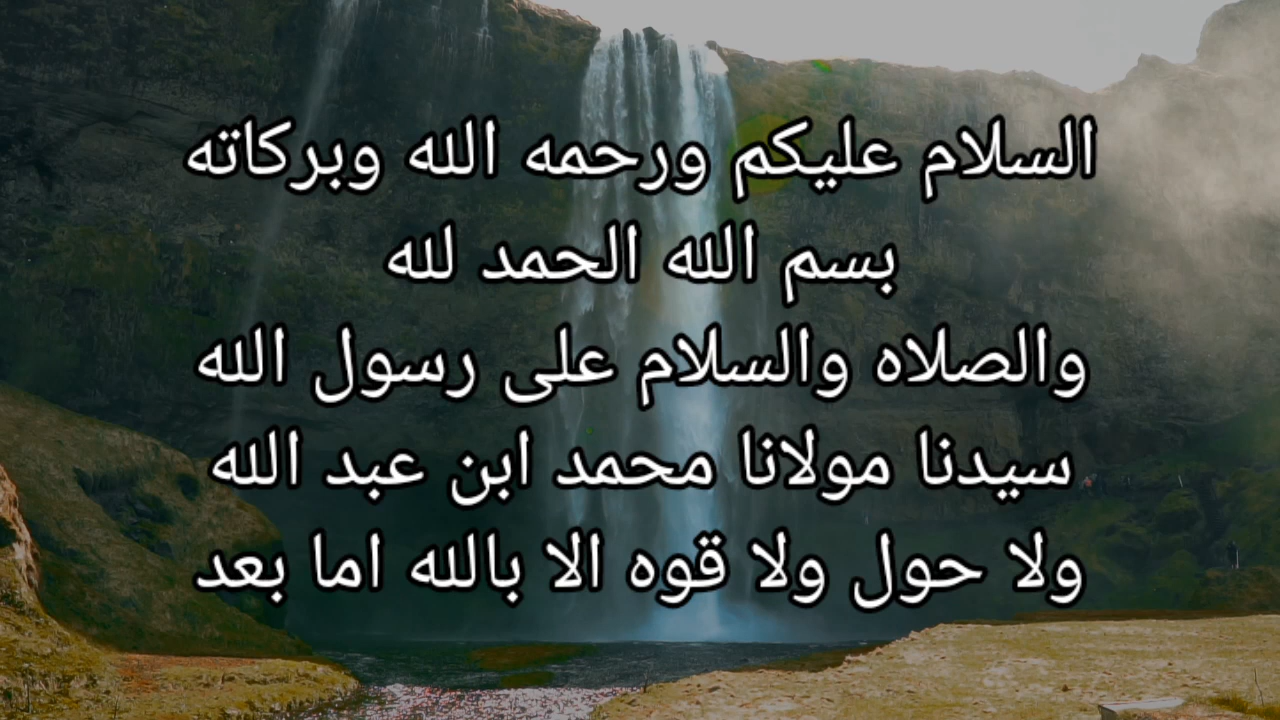 السلام عليكم ورحمه الله وبركاته
بسم الله الحمد لله
والصلاه والسلام على رسول الله
سيدنا مولانا محمد ابن عبد الله
ولا حول ولا قوه الا بالله اما بعد